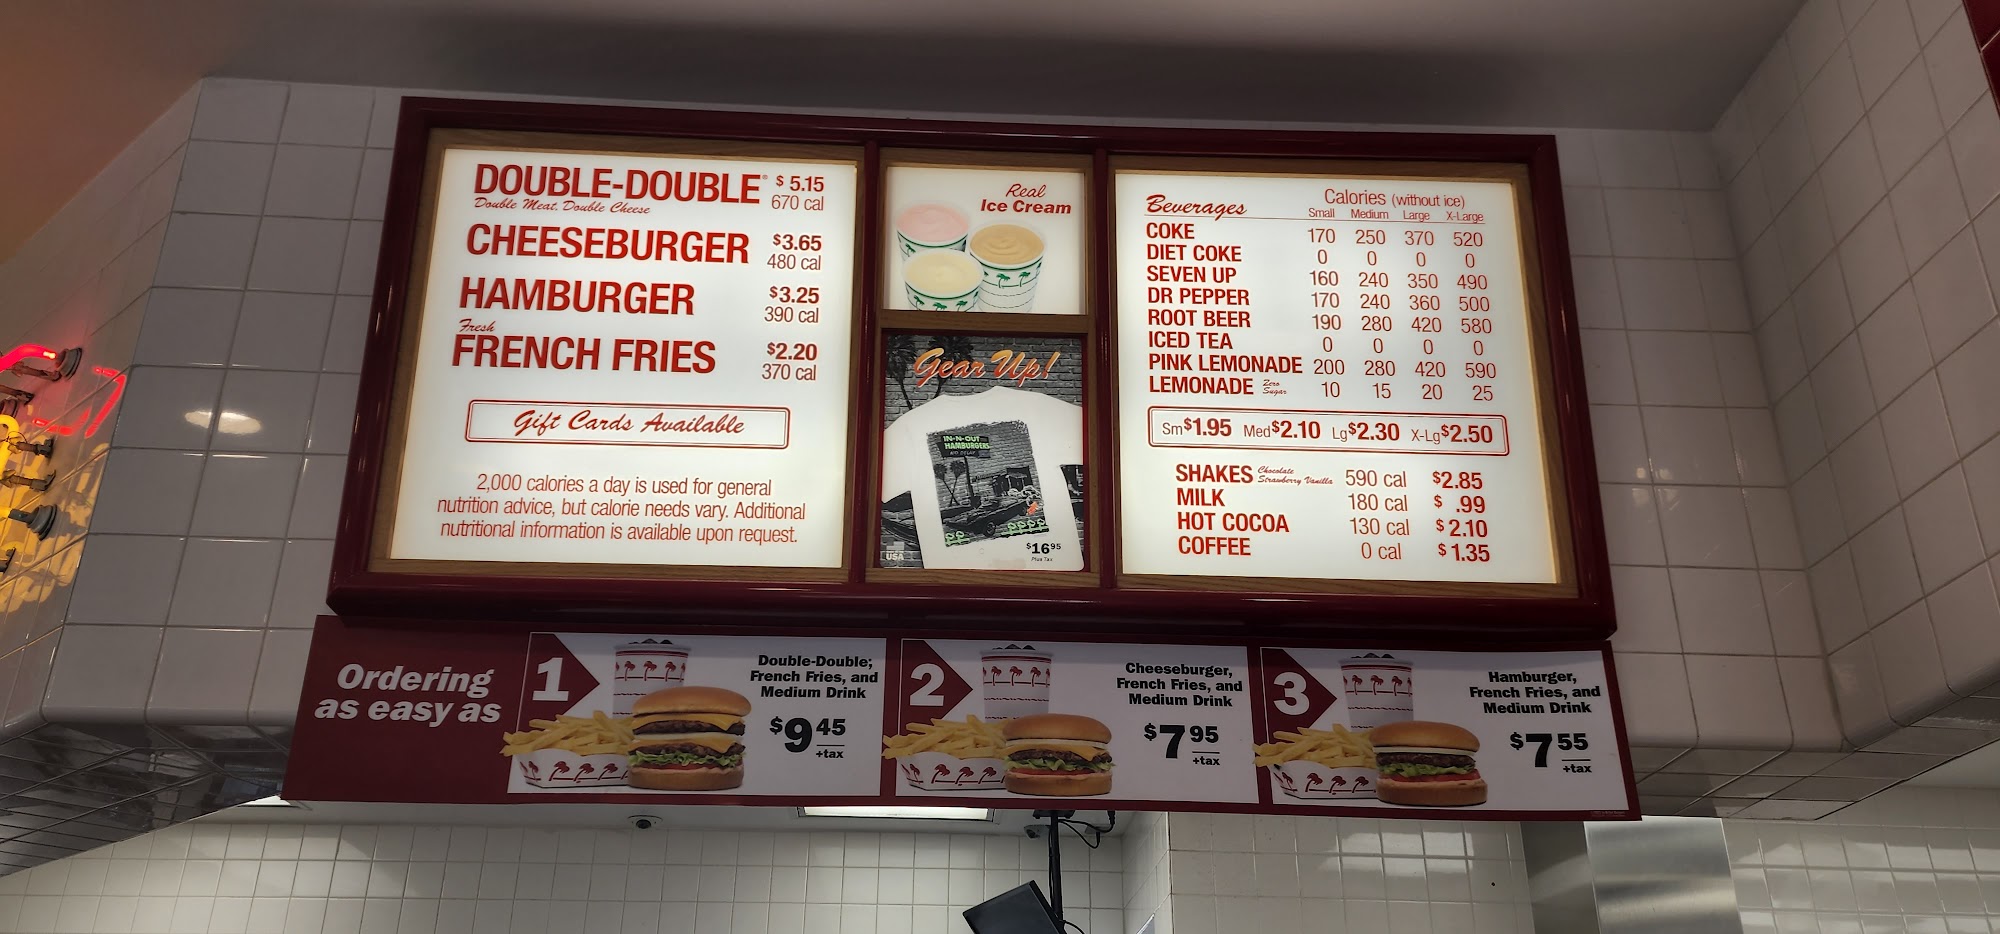 DOUBLE-DOUBLE® $5.15
Double Meat. Double Cheese 670 cal
CHEESEBURGER $3.65
480 cal
HAMBURGER $3.25
390 cal
Fresh
FRENCH FRIES $2.20
370 cal
Gift Cards Available
2,000 calories a day is used for general
nutrition advice, but calorie needs vary. Additional
nutritional information is available upon request.
Real
Ice Cream
Gear Up!
IN-N-OUT
HAMBURGERS
NO DELAY
USA
$16.95
Plus Tax
Beverages Calories (without ice)
Small Medium Large X-Large
COKE 170 250 370 520
DIET COKE 0 0 0 0
SEVEN UP 160 240 350 490
DR PEPPER 170 240 360 500
ROOT BEER 190 280 420 580
ICED TEA 0 0 0 0
PINK LEMONADE 200 280 420 590
LEMONADE Zero Sugar 10 15 20 25
Sm $1.95 Med $2.10 Lg $2.30 X-Lg $2.50
SHAKES Chocolate Strawberry Vanilla 590 cal $2.85
MILK 180 cal $ .99
HOT COCOA 130 cal $2.10
COFFEE 0 cal $1.35
Ordering
as easy as
1
Double-Double,
French Fries, and
Medium Drink
$9 45
+tax
2
Cheeseburger,
French Fries, and
Medium Drink
$7 95
+tax
3
Hamburger,
French Fries, and
Medium Drink
$7 55
+tax